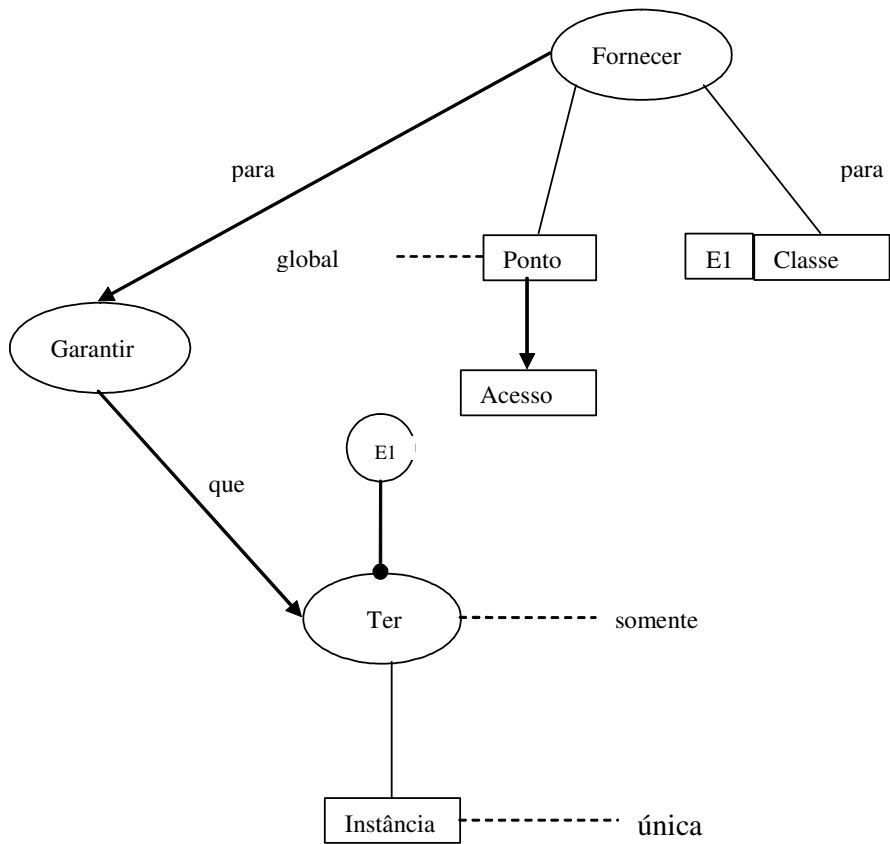 Fornecer
para
para
global
Ponto
E1
Classe
Garantir
Acesso
E1
que
Ter
somente
Instância
única